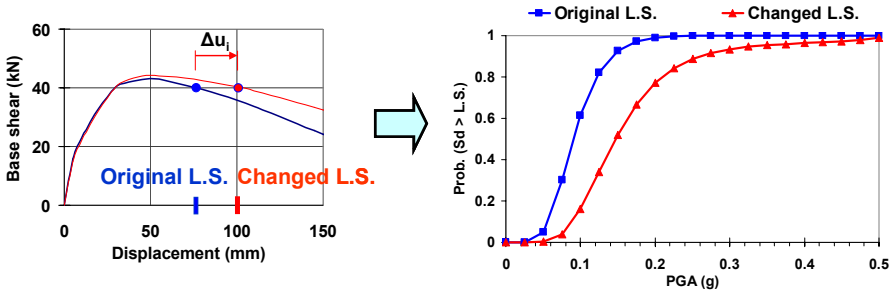 Δui
60
40
20
0
Base shear (kN)
Original L.S. Changed L.S.
0 50 100 150
Displacement (mm)
Original L.S. Changed L.S.
1
0.8
0.6
0.4
0.2
0
Prob. (Sd > L.S.)
0 0.1 0.2 0.3 0.4 0.5
PGA (g)